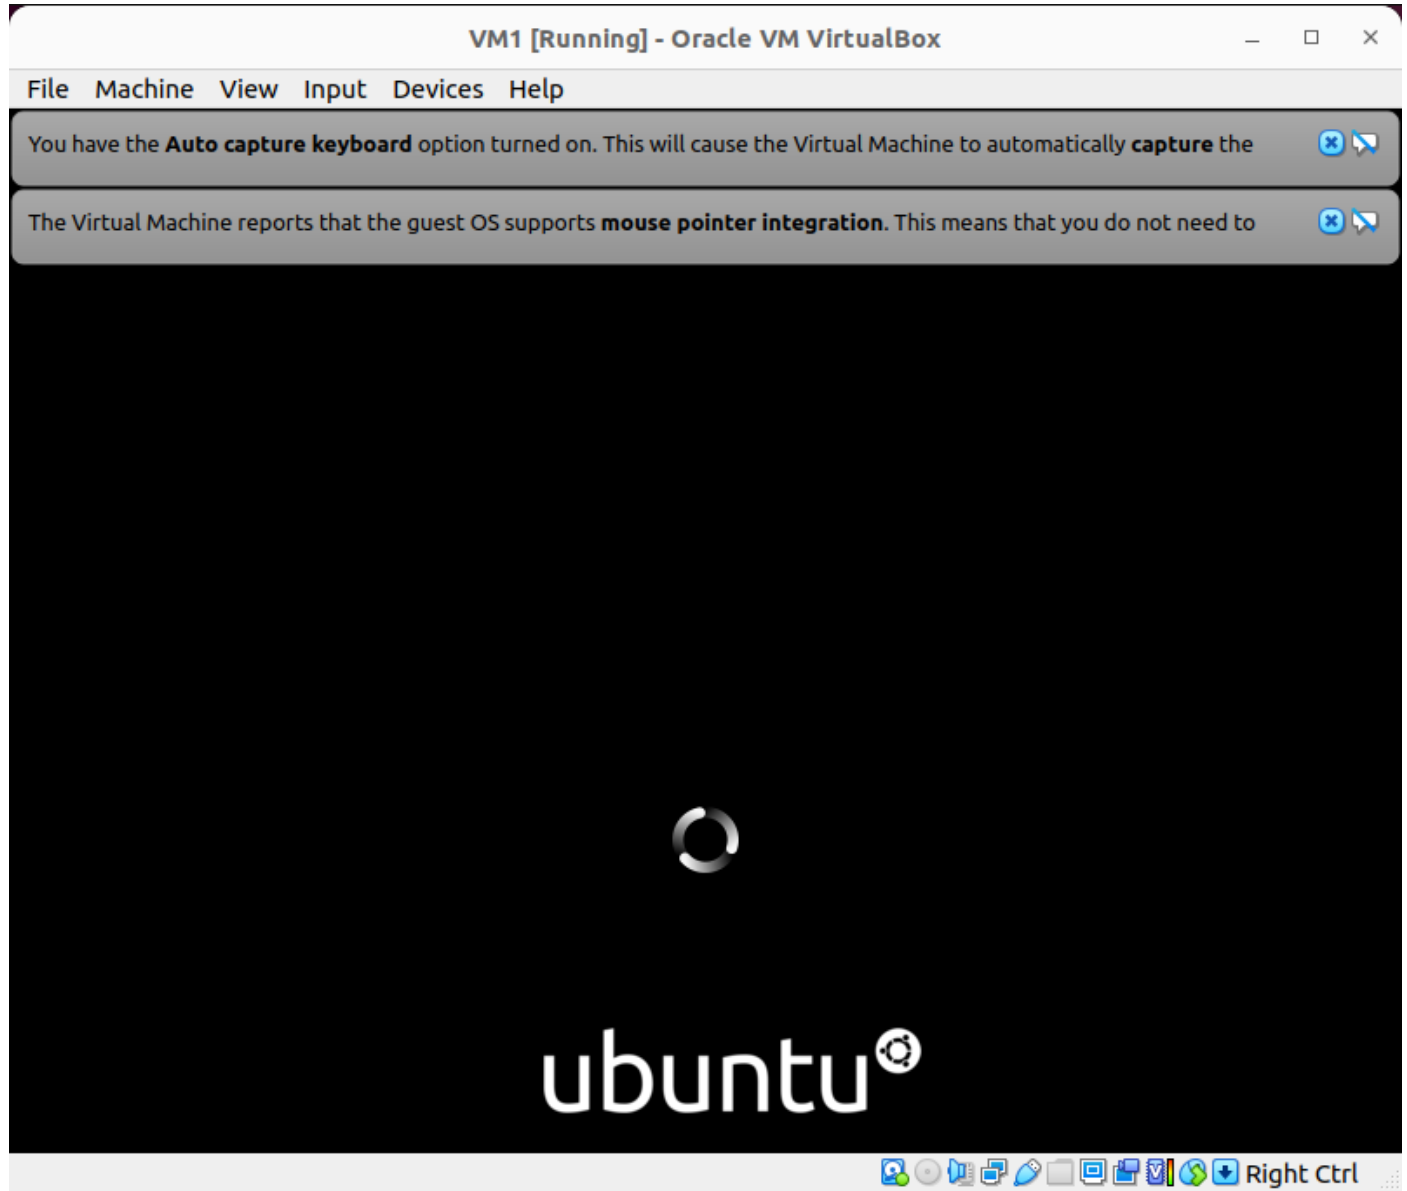 VM1 [Running] - Oracle VM VirtualBox
File Machine View Input Devices Help
You have the Auto capture keyboard option turned on. This will cause the Virtual Machine to automatically capture the
The Virtual Machine reports that the guest OS supports mouse pointer integration. This means that you do not need to
ubuntu
Right Ctrl